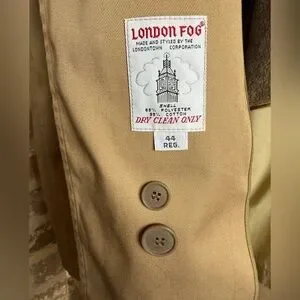 LONDON FOG®
MADE AND STYLED BY THE
LONDONTOWN CORPORATION
SHELL
65% POLYESTER
35% COTTON
DRY CLEAN ONLY
44
REG.